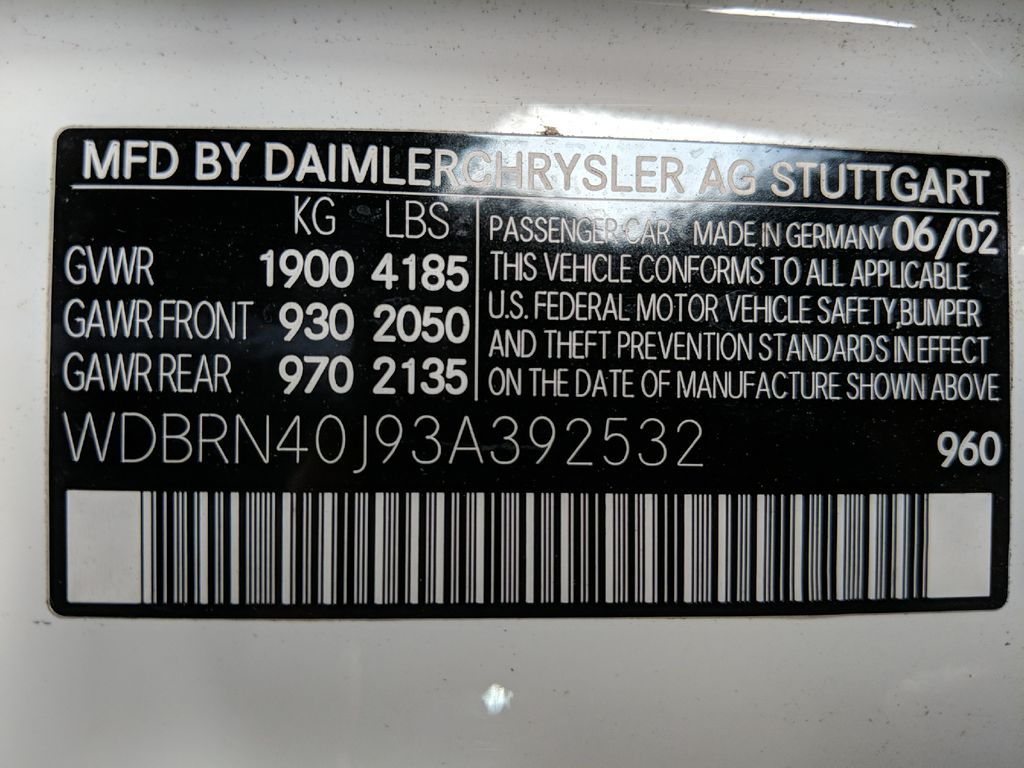 MFD BY DAIMLERCHRYSLER AG STUTTGART
KG LBS
GVWR 1900 4185
GAWR FRONT 930 2050
GAWR REAR 970 2135
PASSENGER CAR MADE IN GERMANY 06/02
THIS VEHICLE CONFORMS TO ALL APPLICABLE
U.S. FEDERAL MOTOR VEHICLE SAFETY,BUMPER
AND THEFT PREVENTION STANDARDS IN EFFECT
ON THE DATE OF MANUFACTURE SHOWN ABOVE
WDBRN40J93A392532 960